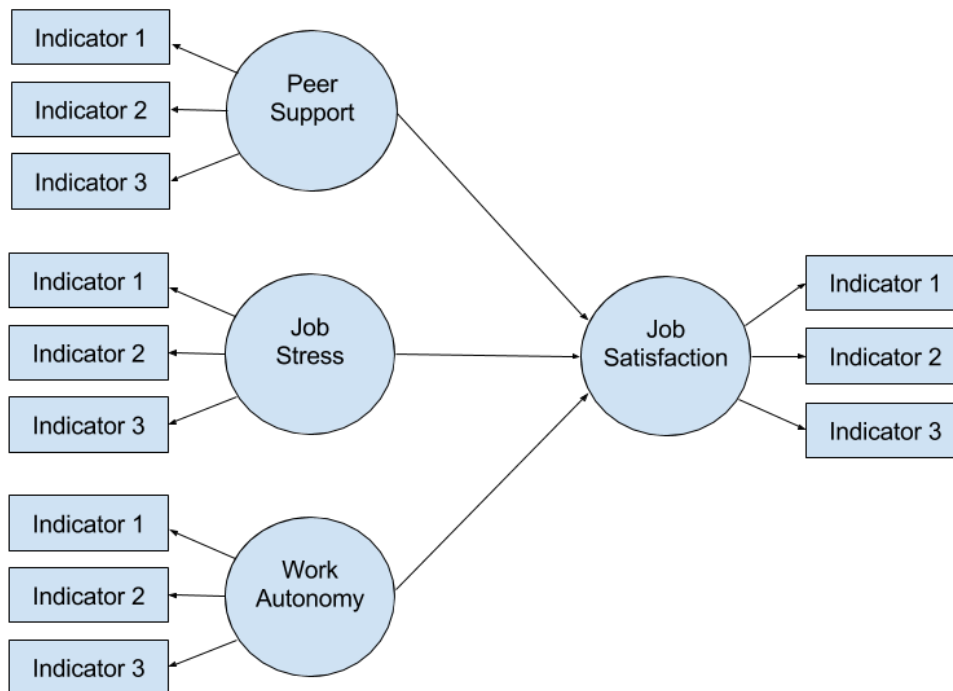 Indicator 1
Indicator 2
Indicator 3
Peer
Support
Indicator 1
Indicator 2
Indicator 3
Job
Stress
Indicator 1
Indicator 2
Indicator 3
Work
Autonomy
Job
Satisfaction
Indicator 1
Indicator 2
Indicator 3